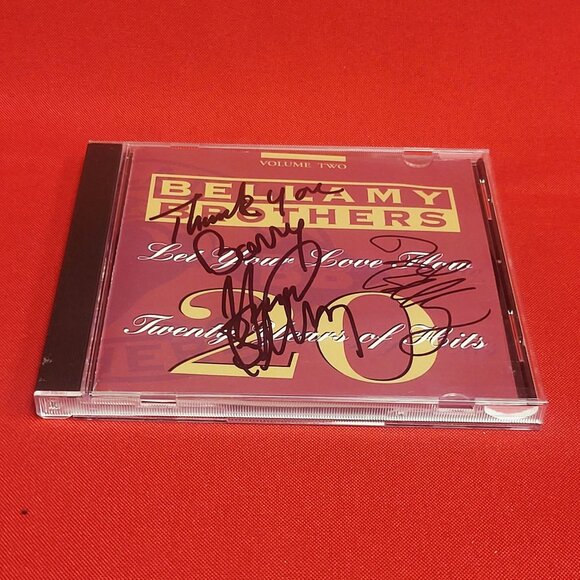 VOLUME TWO
BELLAMY
BROTHERS
Thank you
Let Your Love Flow
20
Twenty Years of Hits